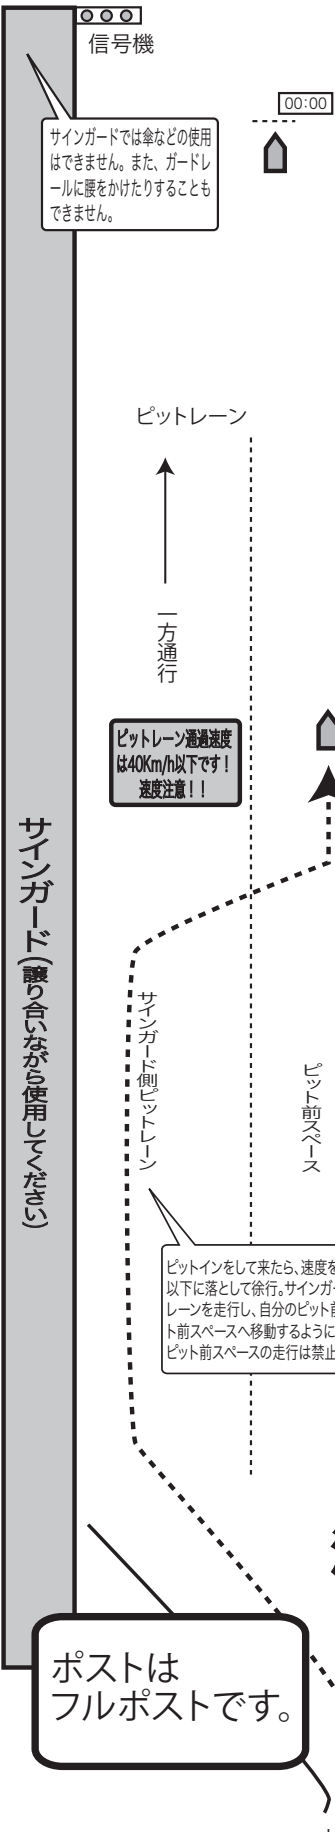 信号機
00:00
サインガードでは傘などの使用
はできません。また、ガードレ
ールに腰をかけたりすることも
できません。
ピットレーン
一方通行
ピットレーン通過速度
は40Km/h以下です！
速度注意！！
サインガード(譲り合いながら使用してください)
サインガード側ピットレーン
ピット前スペース
ピットインをして来たら、速度を
以下に落として徐行。サインガ
レーンを走行し、自分のピット前
ト前スペースへ移動するように
ピット前スペースの走行は禁止
ポストは
フルポストです。